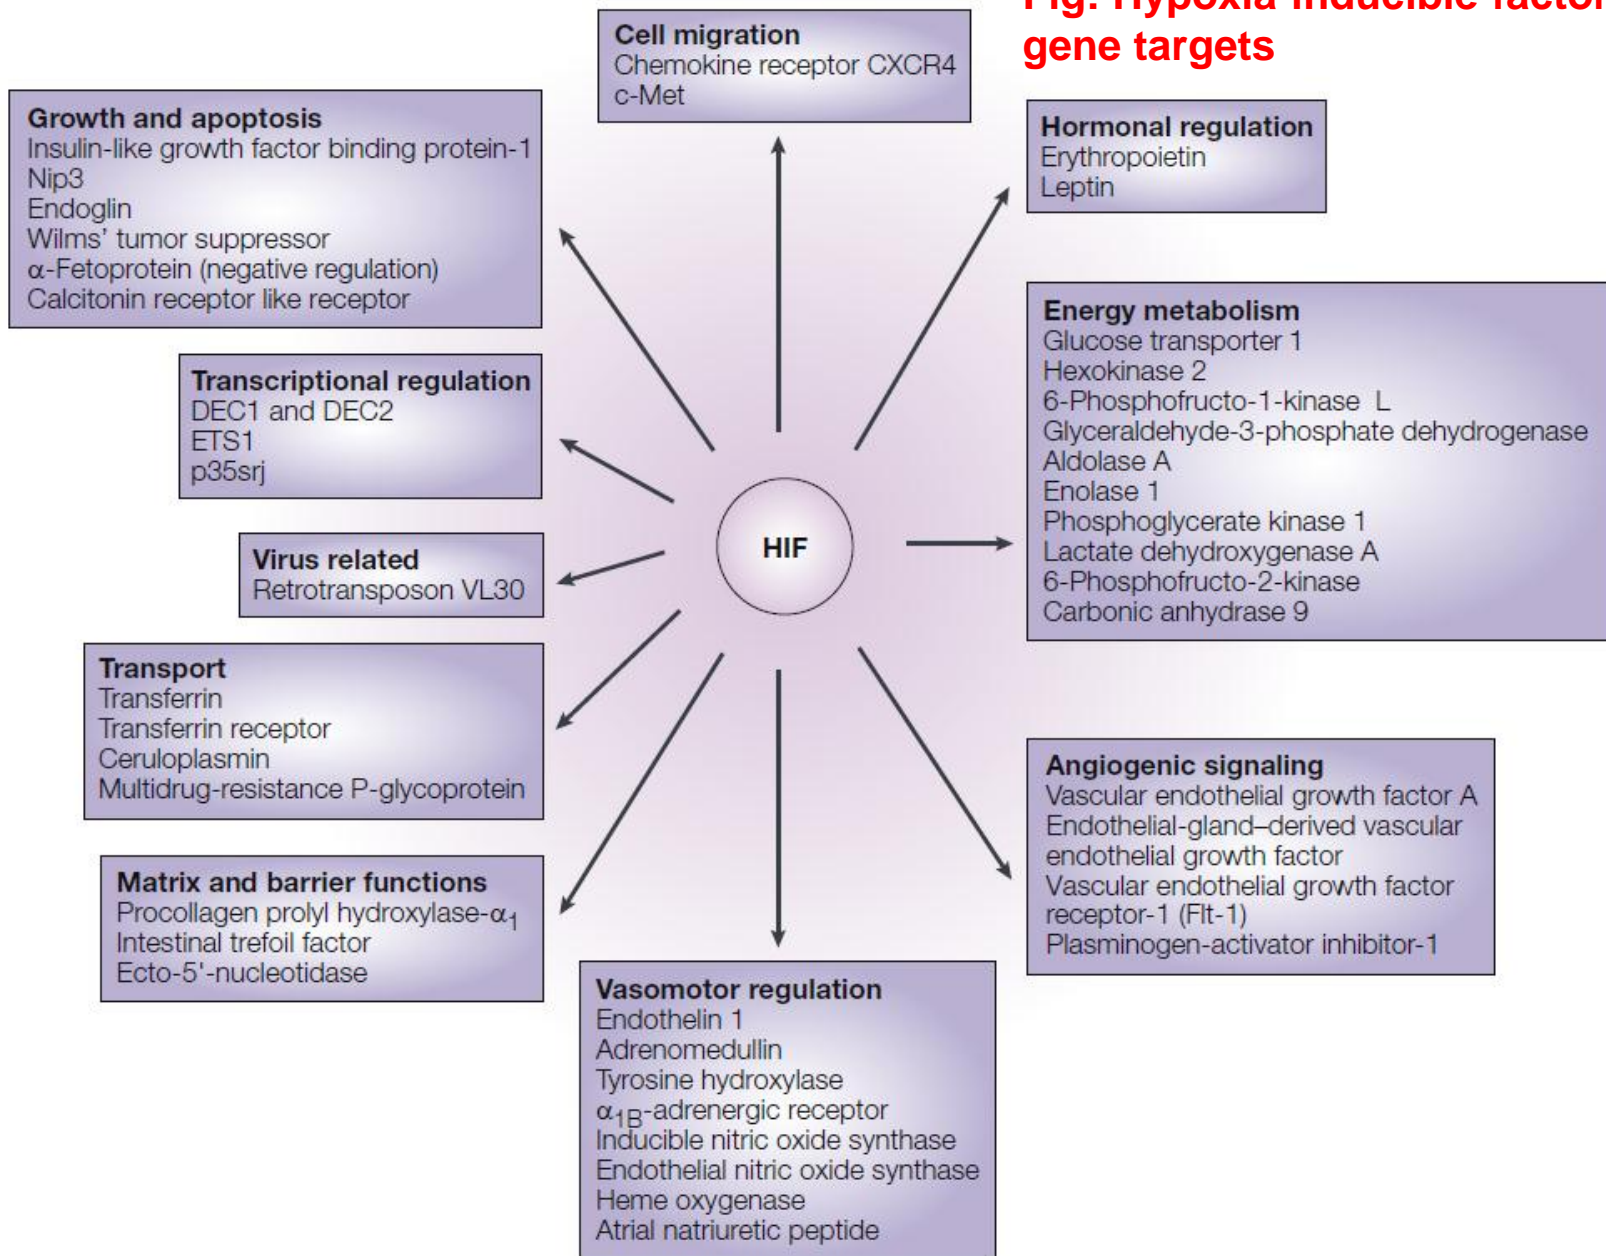 Fig. Hypoxia-inducible factor
gene targets
Cell migration
Chemokine receptor CXCR4
c-Met
Growth and apoptosis
Insulin-like growth factor binding protein-1
Nip3
Endoglin
Wilms' tumor suppressor
α-Fetoprotein (negative regulation)
Calcitonin receptor like receptor
Hormonal regulation
Erythropoietin
Leptin
Transcriptional regulation
DEC1 and DEC2
ETS1
p35srj
Energy metabolism
Glucose transporter 1
Hexokinase 2
6-Phosphofructo-1-kinase L
Glyceraldehyde-3-phosphate dehydrogenase
Aldolase A
Enolase 1
Phosphoglycerate kinase 1
Lactate dehydroxygenase A
6-Phosphofructo-2-kinase
Carbonic anhydrase 9
HIF
Virus related
Retrotransposon VL30
Transport
Transferrin
Transferrin receptor
Ceruloplasmin
Multidrug-resistance P-glycoprotein
Angiogenic signaling
Vascular endothelial growth factor A
Endothelial-gland–derived vascular
endothelial growth factor
Vascular endothelial growth factor
receptor-1 (Flt-1)
Plasminogen-activator inhibitor-1
Matrix and barrier functions
Procollagen prolyl hydroxylase-α1
Intestinal trefoil factor
Ecto-5'-nucleotidase
Vasomotor regulation
Endothelin 1
Adrenomedullin
Tyrosine hydroxylase
α1B-adrenergic receptor
Inducible nitric oxide synthase
Endothelial nitric oxide synthase
Heme oxygenase
Atrial natriuretic peptide